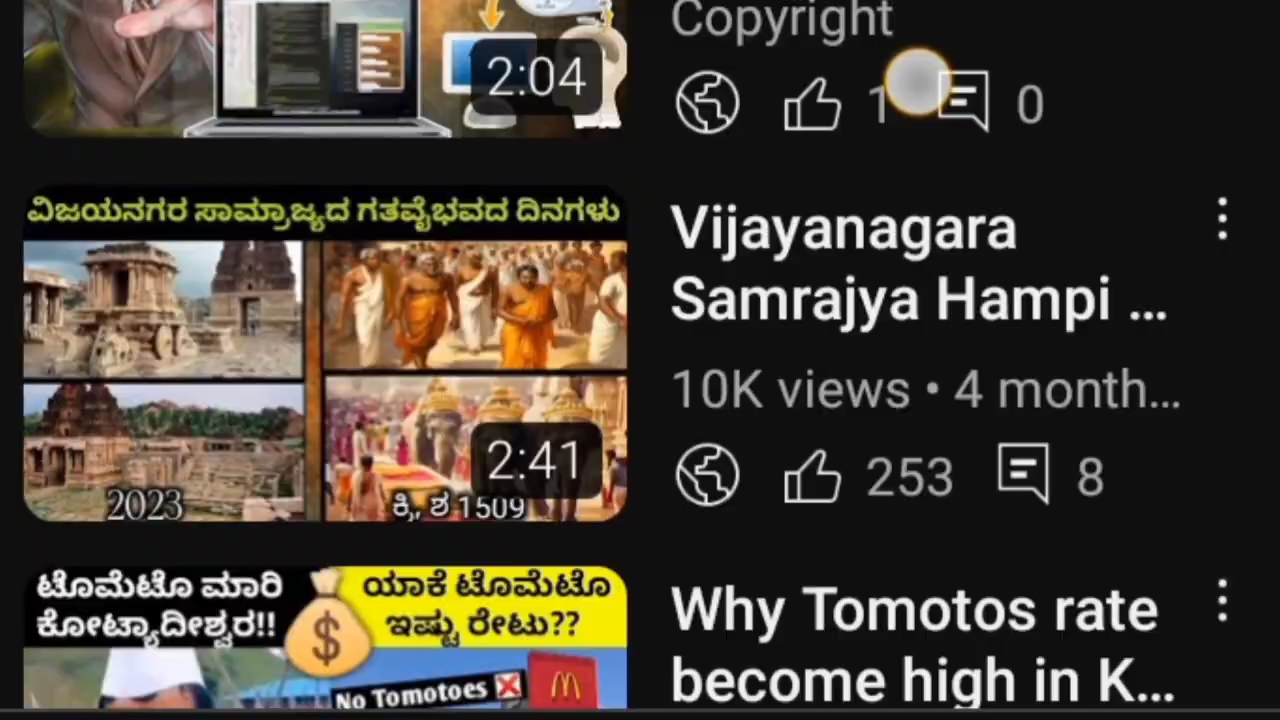 Copyright
2:04
1
0
ವಿಜಯನಗರ ಸಾಮ್ರಾಜ್ಯದ ಗತವೈಭವದ ದಿನಗಳು
Vijayanagara
Samrajya Hampi ...
10K views • 4 month...
2:41
253
8
2023
ಕ್ರಿ, ಶ 1509
ಟೊಮೆಟೊ ಮಾರಿ
ಕೋಟ್ಯಾದೀಶ್ವರ!!
$
ಯಾಕೆ ಟೊಮೆಟೊ
ಇಷ್ಟು ರೇಟು??
No Tomotoes
Why Tomotos rate
become high in K...